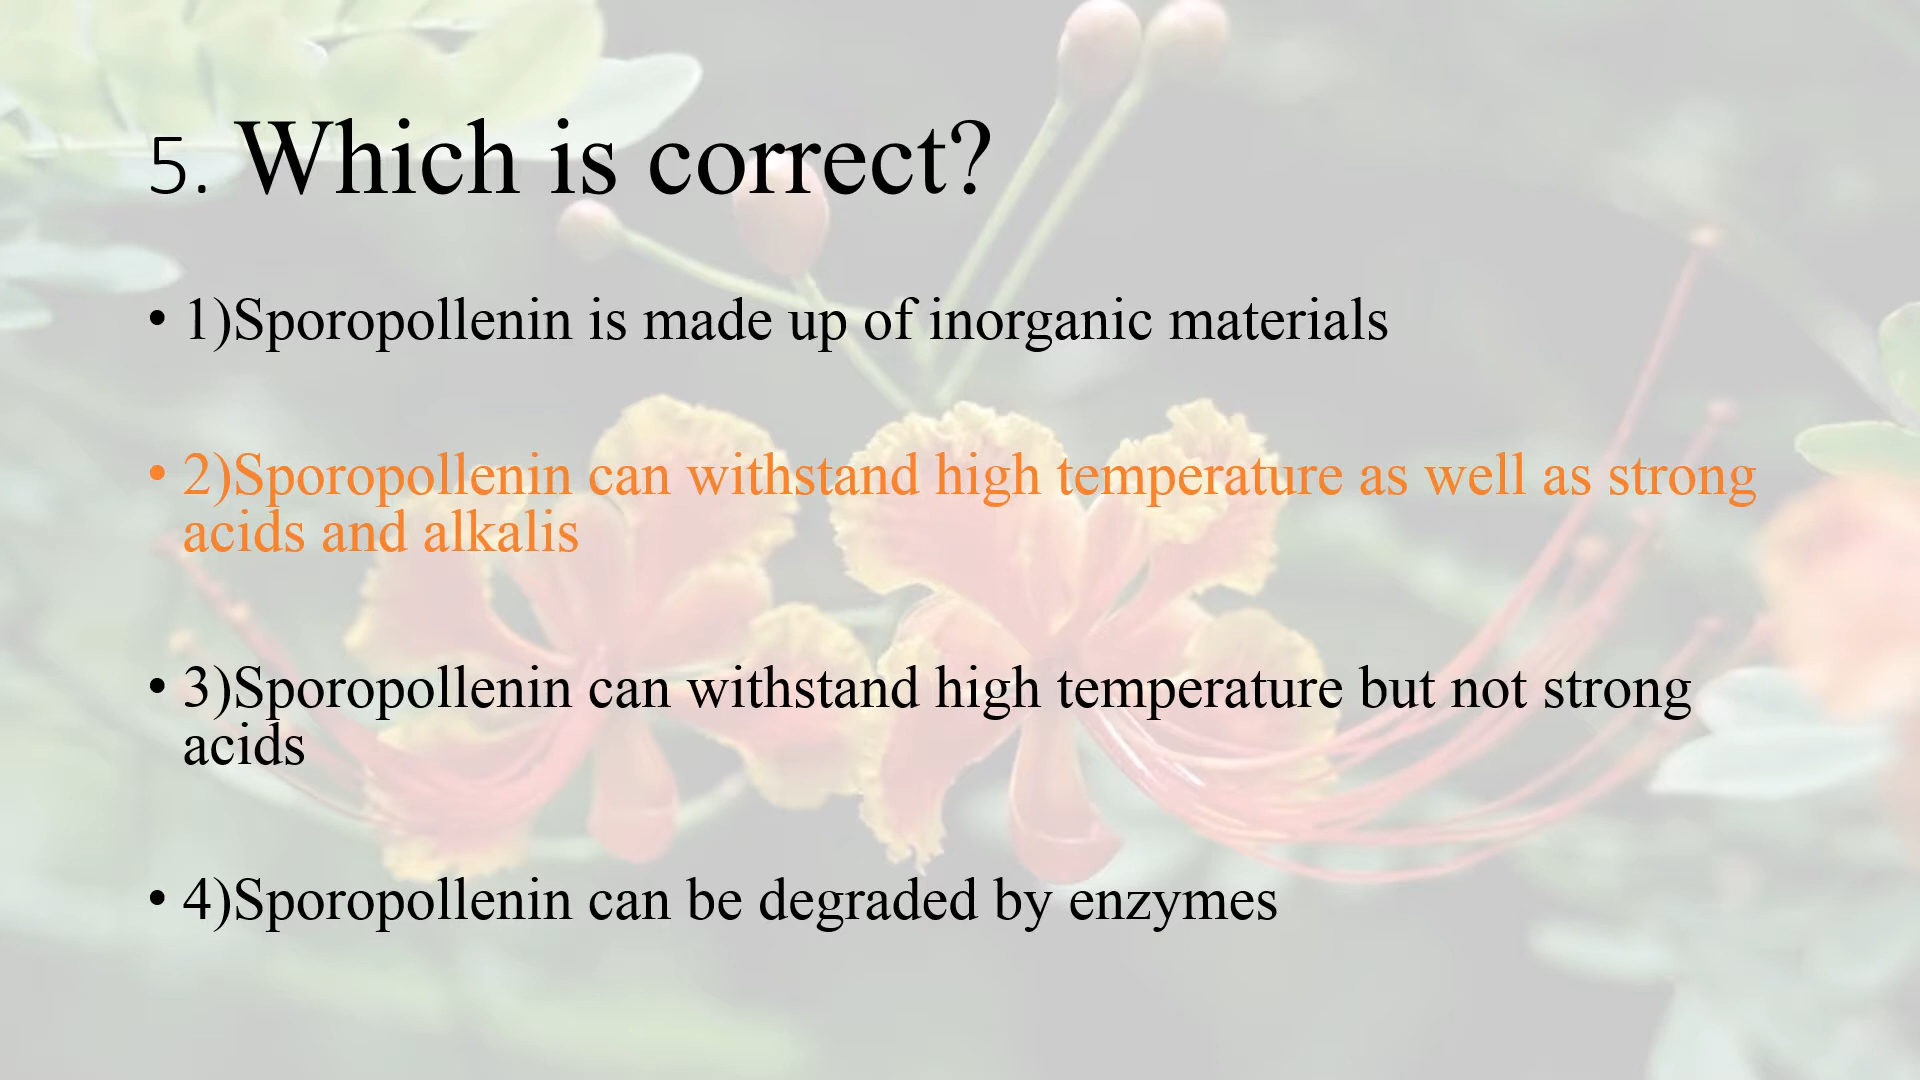 5. Which is correct?
• 1)Sporopollenin is made up of inorganic materials
• 2)Sporopollenin can withstand high temperature as well as strong
acids and alkalis
• 3)Sporopollenin can withstand high temperature but not strong
acids
• 4)Sporopollenin can be degraded by enzymes